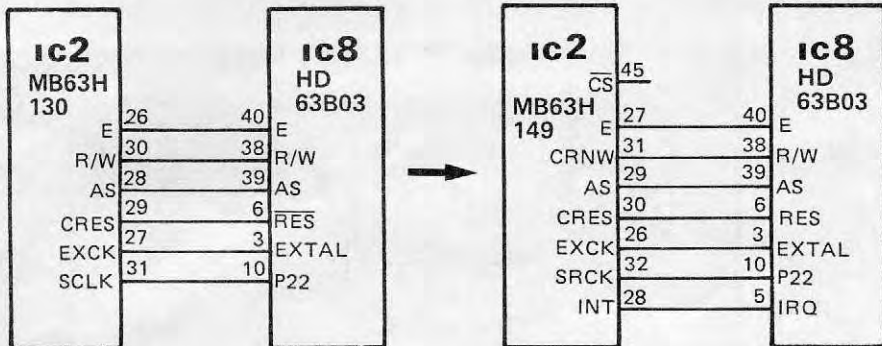 IC2
MB63H
130
E 26 40 E
R/W 30 38 R/W
AS 28 39 AS
CRES 29 6 RES
EXCK 27 3 EXTAL
SCLK 31 10 P22
IC8
HD
63B03
IC2
CS 45
MB63H
149
E 27 40 E
CRNW 31 38 R/W
AS 29 39 AS
CRES 30 6 RES
EXCK 26 3 EXTAL
SRCK 32 10 P22
INT 28 5 IRQ
IC8
HD
63B03